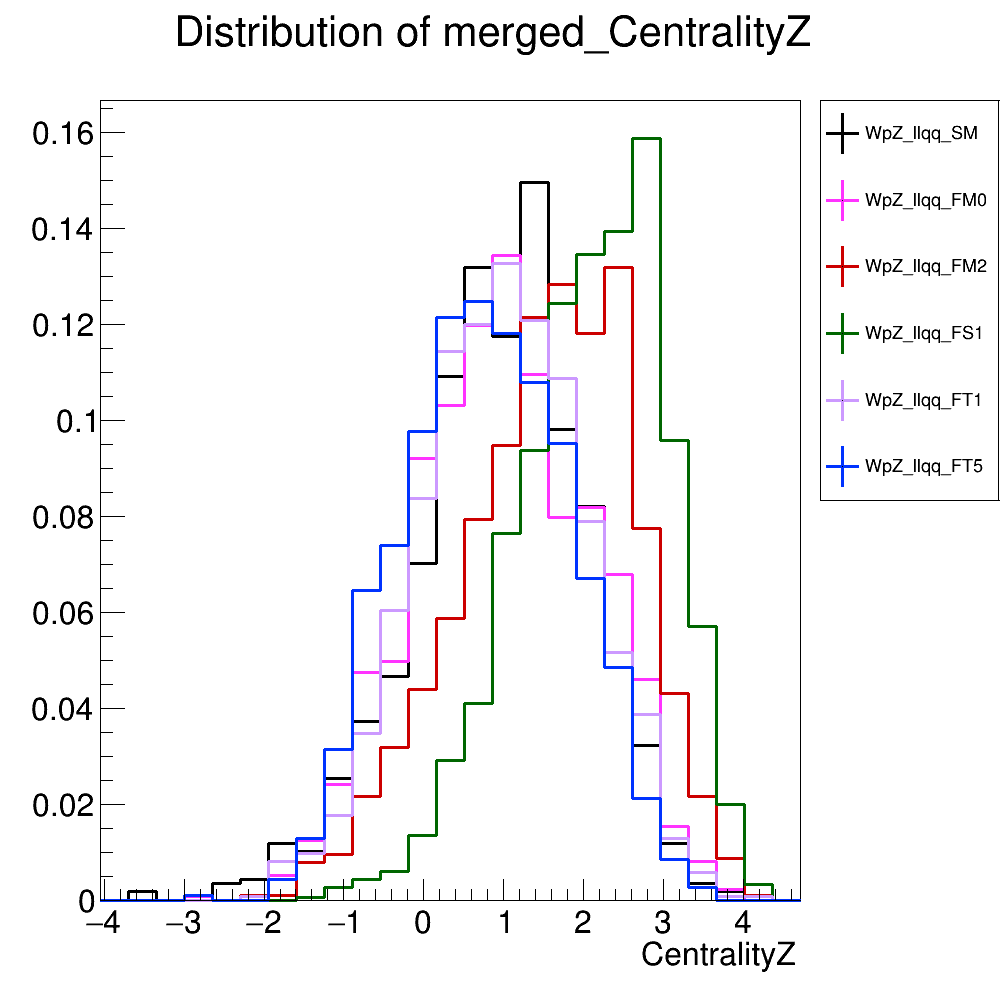 Distribution of merged_CentralityZ
0.16
0.14
0.12
0.1
0.08
0.06
0.04
0.02
0
−4 −3 −2 −1 0 1 2 3 4
CentralityZ
WpZ_llqq_SM
WpZ_llqq_FM0
WpZ_llqq_FM2
WpZ_llqq_FS1
WpZ_llqq_FT1
WpZ_llqq_FT5